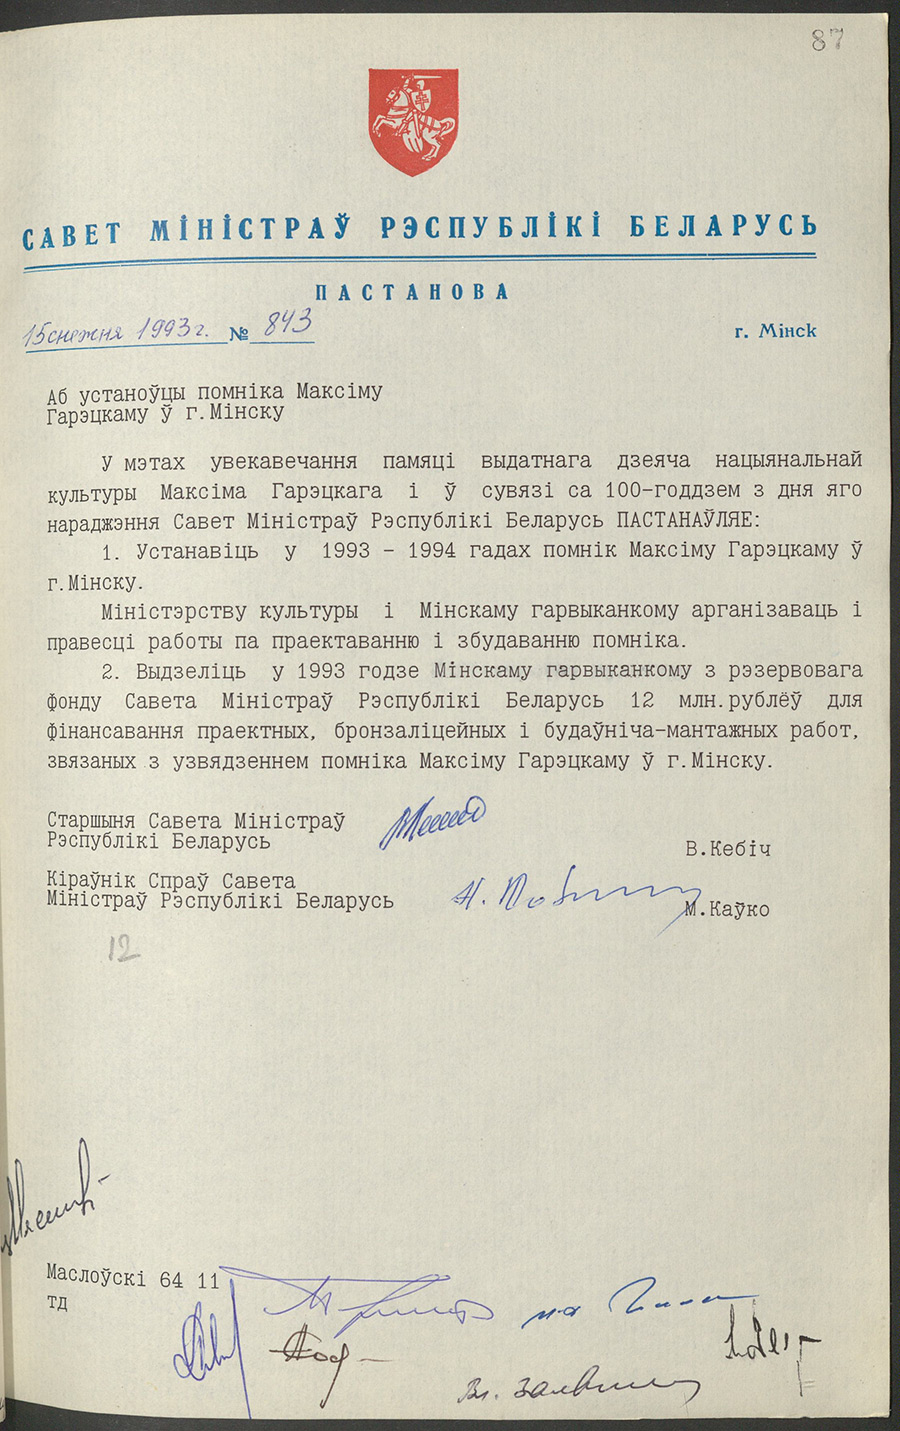 87
САВЕТ МІНІСТРАЎ РЭСПУБЛІКІ БЕЛАРУСЬ
ПАСТАНОВА
15 снежня 1993 г. № 843
г. Мінск
Аб устаноўцы помніка Максіму
Гарэцкаму ў г.Мінску
У мэтах увекавечання памяці выдатнага дзеяча нацыянальнай
культуры Максіма Гарэцкага і ў сувязі са 100-годдзем з дня яго
нараджэння Савет Міністраў Рэспублікі Беларусь ПАСТАНАЎЛЯЕ:
1. Устанавіць у 1993 - 1994 гадах помнік Максіму Гарэцкаму ў
г.Мінску.
Міністэрству культуры і Мінскаму гарвыканкому арганізаваць і
правесці работы па праектаванню і збудаванню помніка.
2. Выдзеліць у 1993 годзе Мінскаму гарвыканкому з рэзервовага
фонду Савета Міністраў Рэспублікі Беларусь 12 млн.рублёў для
фінансавання праектных, бронзаліцейных і будаўніча-мантажных работ,
звязаных з узвядзеннем помніка Максіму Гарэцкаму ў г.Мінску.
Старшыня Савета Міністраў
Рэспублікі Беларусь
В.Кебіч
Кіраўнік Спраў Савета
Міністраў Рэспублікі Беларусь
М.Каўко
12
Маслоўскі 64 11
тд